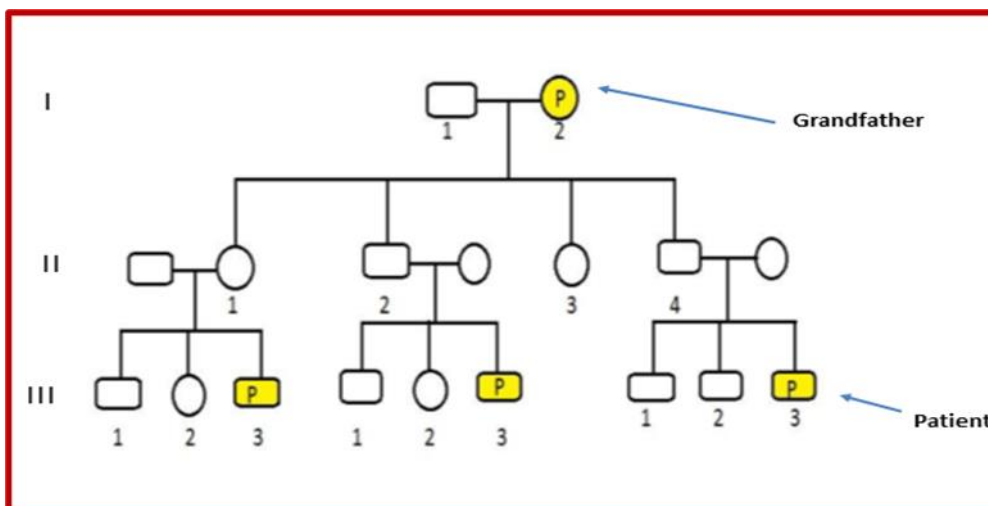 I
P
Grandfather
1 2
II
1 2 3 4
III
P P P
Patient
1 2 3 1 2 3 1 2 3